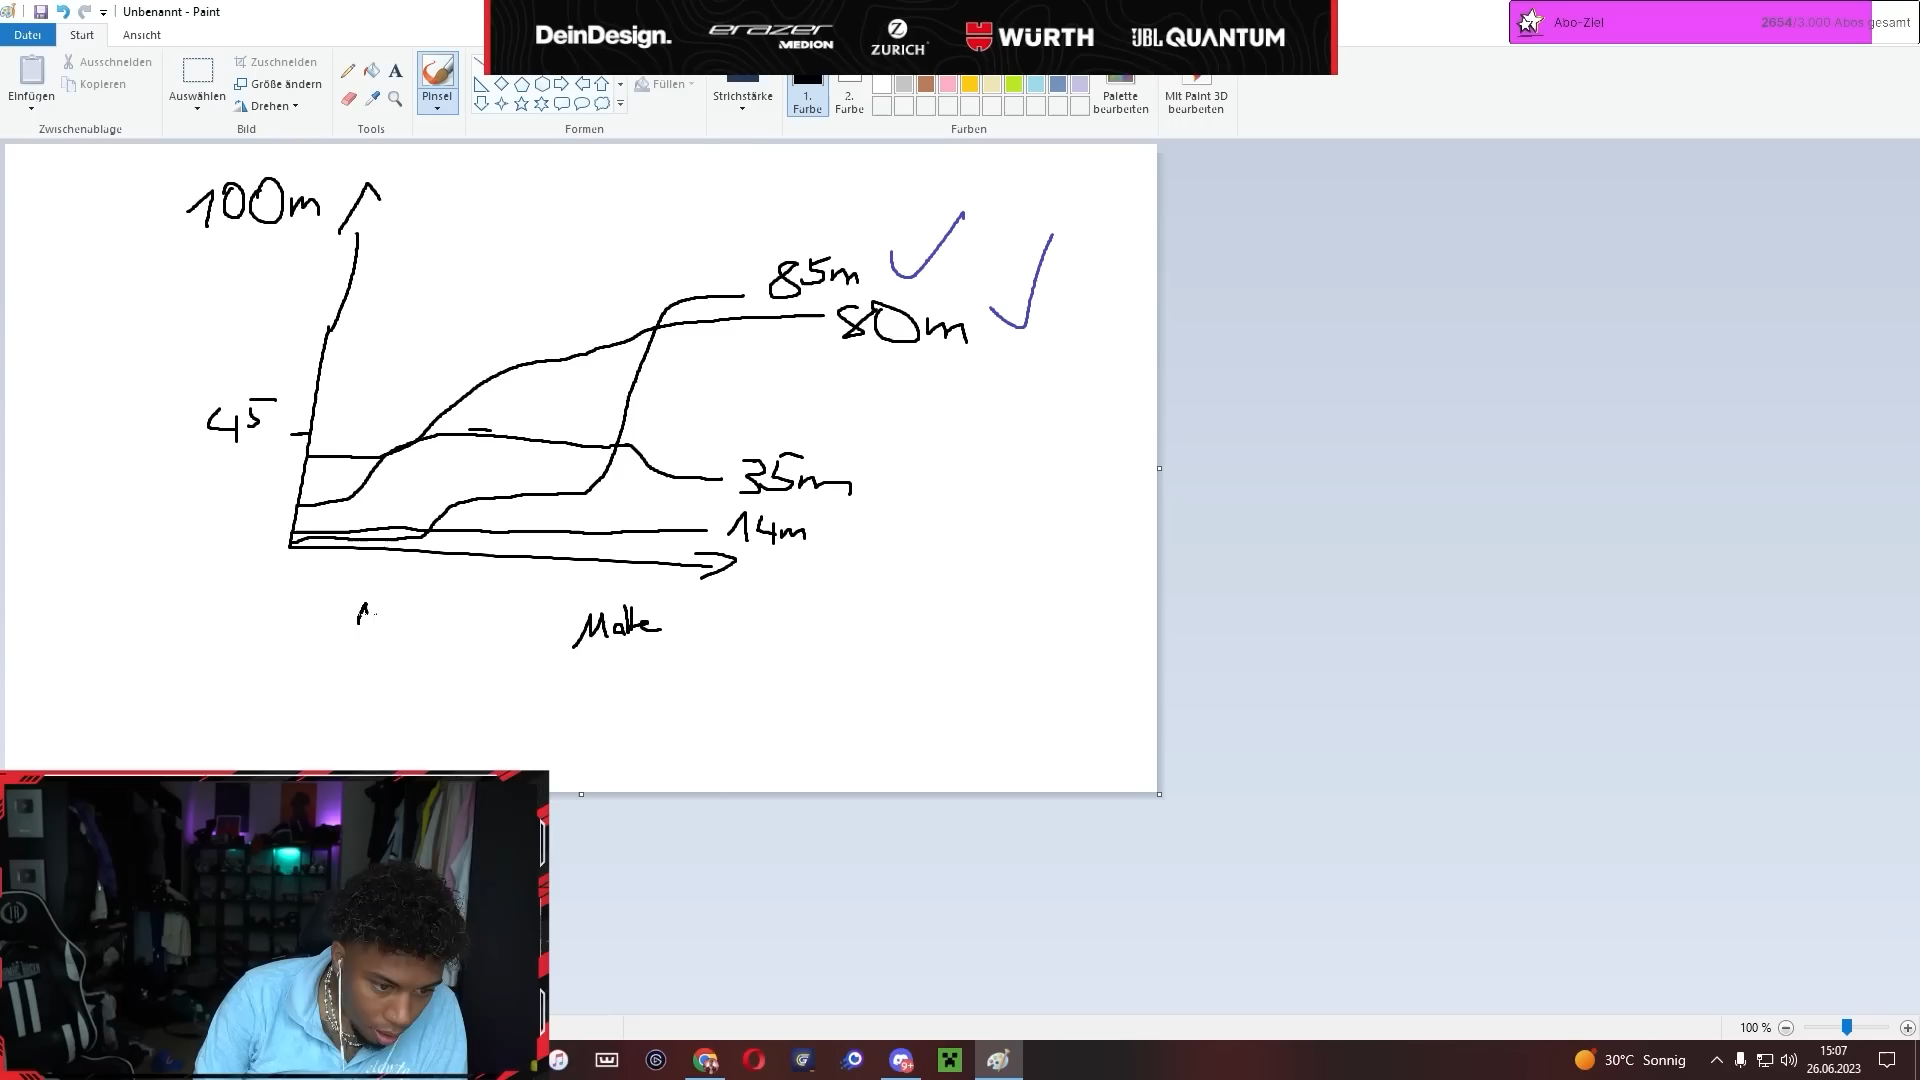 Unbenannt - Paint
DeinDesign.
erazer
MEDION
ZURICH
WÜRTH
JBL QUANTUM
Abo-Ziel
2654/3.000 Abos gesamt
Datei
Start
Ansicht
Einfügen
Ausschneiden
Kopieren
Zwischenablage
Auswählen
Zuschneiden
Größe ändern
Drehen
Bild
A
Tools
Pinsel
Füllen
Formen
Strichstärke
1.
Farbe
2.
Farbe
Palette
bearbeiten
Mit Paint 3D
bearbeiten
Farben
100m
85m
80m
45
35m
14m
100 %
9+
30°C Sonnig
15:07
26.06.2023